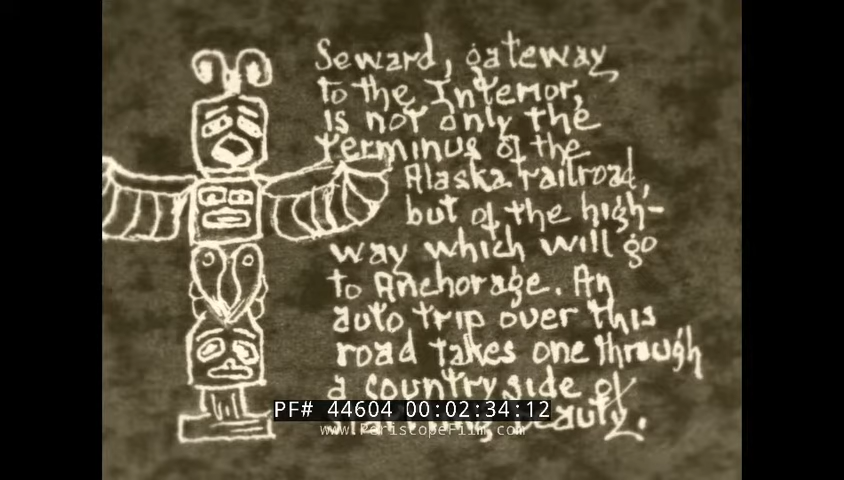 Seward, gateway
to the Interior,
is not only the
terminus of the
Alaska railroad,
but of the high-
way which will go
to Anchorage. An
auto trip over this
road takes one through
a countryside of
beauty.
PF# 44604 00:02:34:12
www.PeriscopeFilm.com